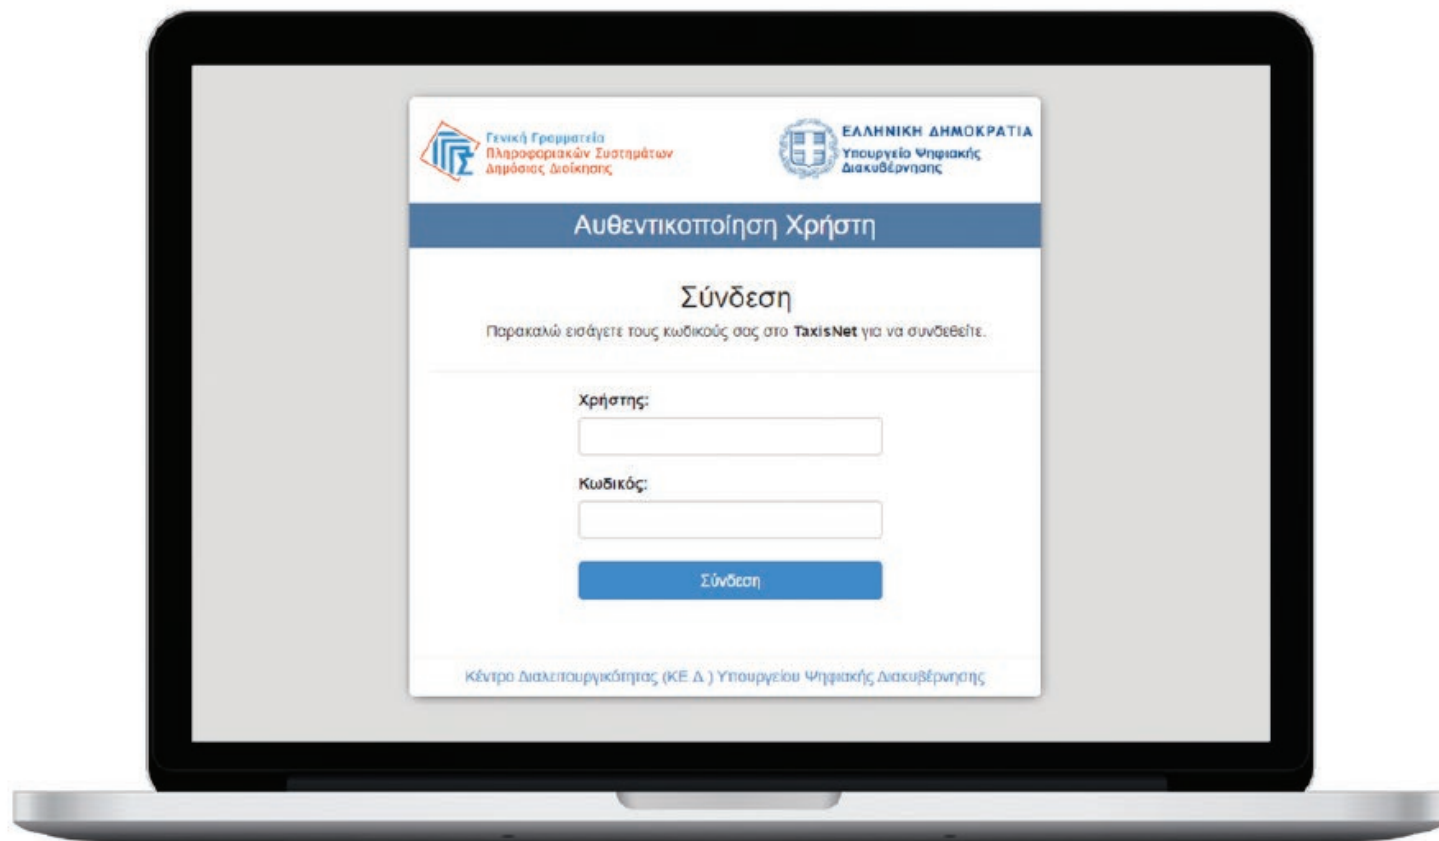 Γενική Γραμματεία
Πληροφοριακών Συστημάτων
Δημόσιας Διοίκησης
ΕΛΛΗΝΙΚΗ ΔΗΜΟΚΡΑΤΙΑ
Υπουργείο Ψηφιακής
Διακυβέρνησης
Αυθεντικοποίηση Χρήστη
Σύνδεση
Παρακαλώ εισάγετε τους κωδικούς σας στο TaxisNet για να συνδεθείτε.
Χρήστης:
Κωδικός:
Σύνδεση
Κέντρο Διαλειτουργικότητας (ΚΕ.Δ.) Υπουργείου Ψηφιακής Διακυβέρνησης